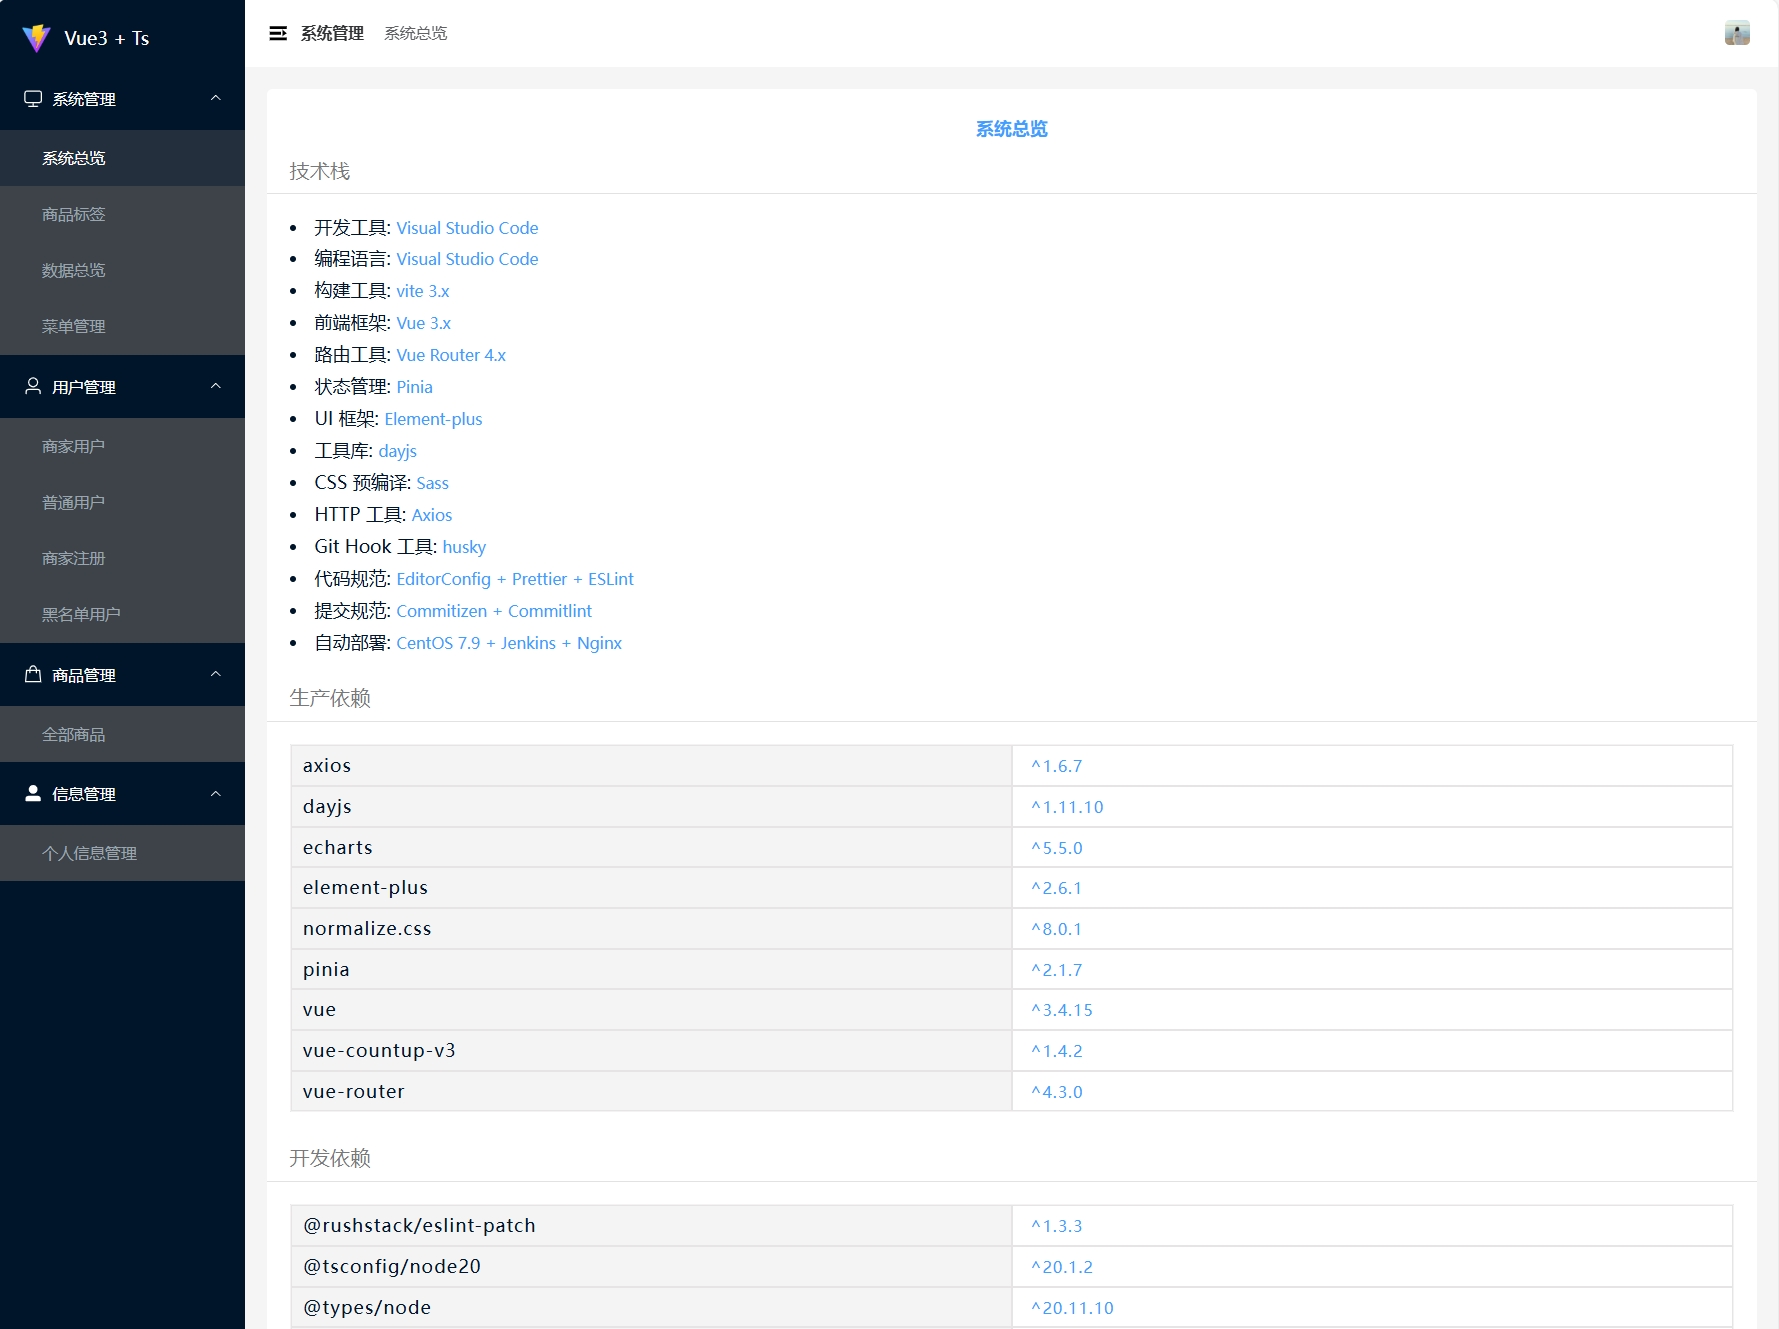 Vue3 + Ts
系统管理
系统总览
商品标签
数据总览
菜单管理
用户管理
商家用户
普通用户
商家注册
黑名单用户
商品管理
全部商品
信息管理
个人信息管理
系统管理 系统总览
系统总览
技术栈
开发工具: Visual Studio Code
编程语言: Visual Studio Code
构建工具: vite 3.x
前端框架: Vue 3.x
路由工具: Vue Router 4.x
状态管理: Pinia
UI 框架: Element-plus
工具库: dayjs
CSS 预编译: Sass
HTTP 工具: Axios
Git Hook 工具: husky
代码规范: EditorConfig + Prettier + ESLint
提交规范: Commitizen + Commitlint
自动部署: CentOS 7.9 + Jenkins + Nginx
生产依赖
axios ^1.6.7
dayjs ^1.11.10
echarts ^5.5.0
element-plus ^2.6.1
normalize.css ^8.0.1
pinia ^2.1.7
vue ^3.4.15
vue-countup-v3 ^1.4.2
vue-router ^4.3.0
开发依赖
@rushstack/eslint-patch ^1.3.3
@tsconfig/node20 ^20.1.2
@types/node ^20.11.10